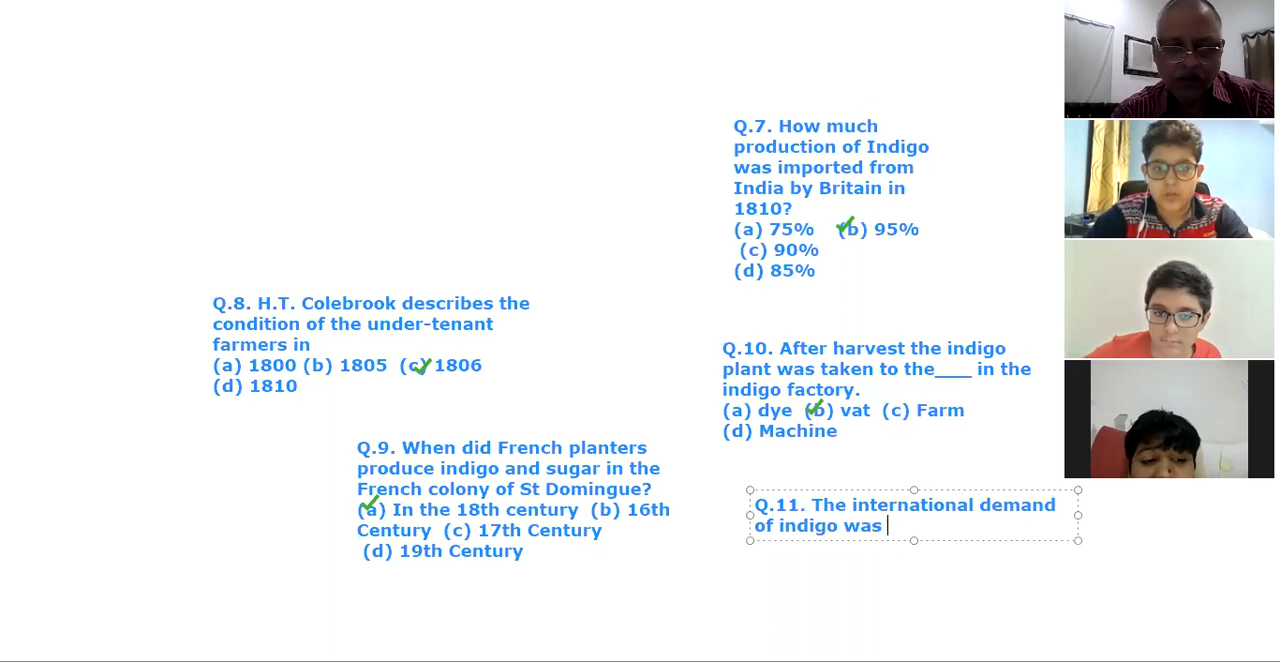 Q.7. How much
production of Indigo
was imported from
India by Britain in
1810?
(a) 75% (b) 95%
(c) 90%
(d) 85%
Q.8. H.T. Colebrook describes the
condition of the under-tenant
farmers in
(a) 1800 (b) 1805 (c) 1806
(d) 1810
Q.9. When did French planters
produce indigo and sugar in the
French colony of St Domingue?
(a) In the 18th century (b) 16th
Century (c) 17th Century
(d) 19th Century
Q.10. After harvest the indigo
plant was taken to the___ in the
indigo factory.
(a) dye (b) vat (c) Farm
(d) Machine
Q.11. The international demand
of indigo was